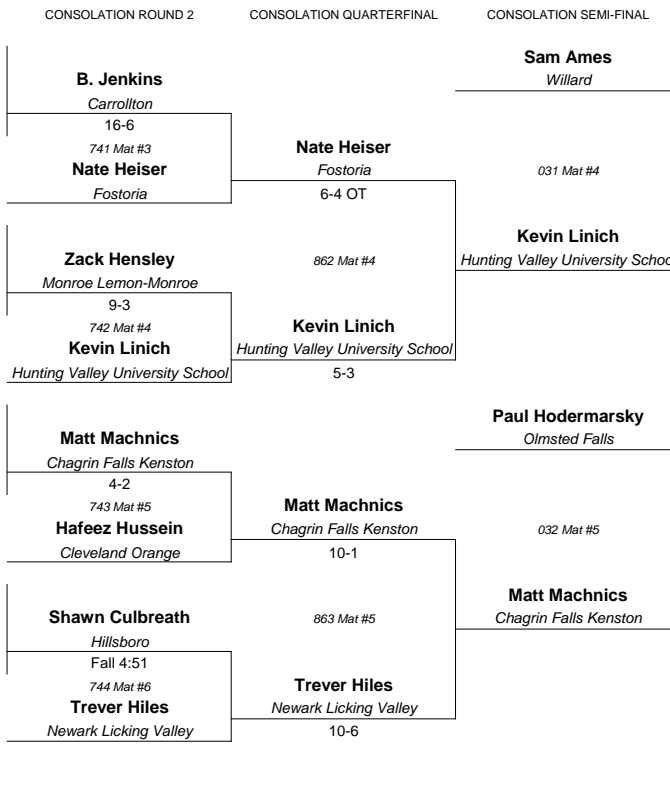 CONSOLATION ROUND 2
CONSOLATION QUARTERFINAL
CONSOLATION SEMI-FINAL
B. Jenkins
Carrollton
16-6
741 Mat #3
Nate Heiser
Fostoria
Zack Hensley
Monroe Lemon-Monroe
9-3
742 Mat #4
Kevin Linich
Hunting Valley University School
Matt Machnics
Chagrin Falls Kenston
4-2
743 Mat #5
Hafeez Hussein
Cleveland Orange
Shawn Culbreath
Hillsboro
Fall 4:51
744 Mat #6
Trever Hiles
Newark Licking Valley
Nate Heiser
Fostoria
6-4 OT
862 Mat #4
Kevin Linich
Hunting Valley University School
5-3
Matt Machnics
Chagrin Falls Kenston
10-1
863 Mat #5
Trever Hiles
Newark Licking Valley
10-6
Sam Ames
Willard
031 Mat #4
Kevin Linich
Hunting Valley University Schoo
Paul Hodermarsky
Olmsted Falls
032 Mat #5
Matt Machnics
Chagrin Falls Kenston